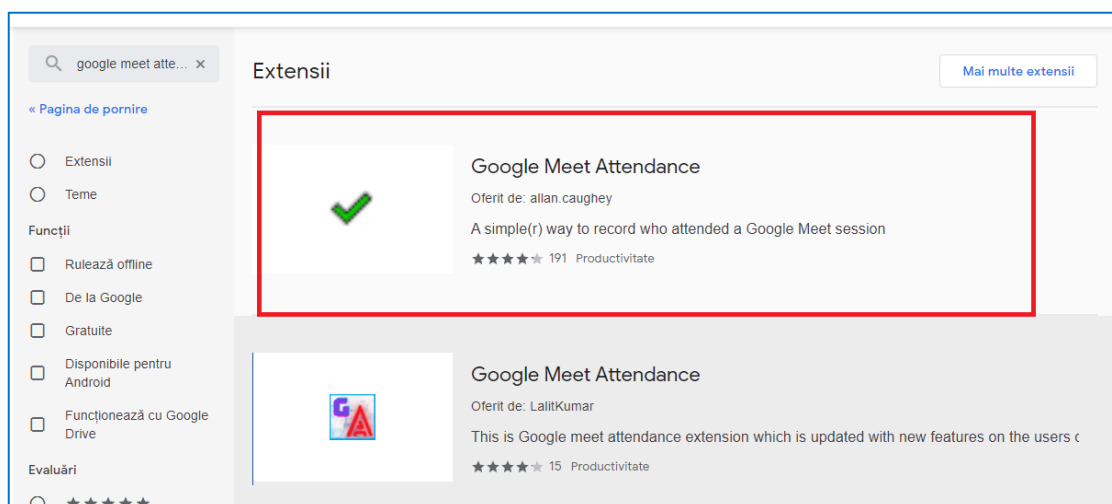 google meet atte...
« Pagina de pornire
Extensii
Teme
Funcții
Rulează offline
De la Google
Gratuite
Disponibile pentru
Android
Funcționează cu Google
Drive
Evaluări
Extensii
Mai multe extensii
Google Meet Attendance
Oferit de: allan.caughey
A simple(r) way to record who attended a Google Meet session
191 Productivitate
Google Meet Attendance
Oferit de: LalitKumar
This is Google meet attendance extension which is updated with new features on the users
15 Productivitate